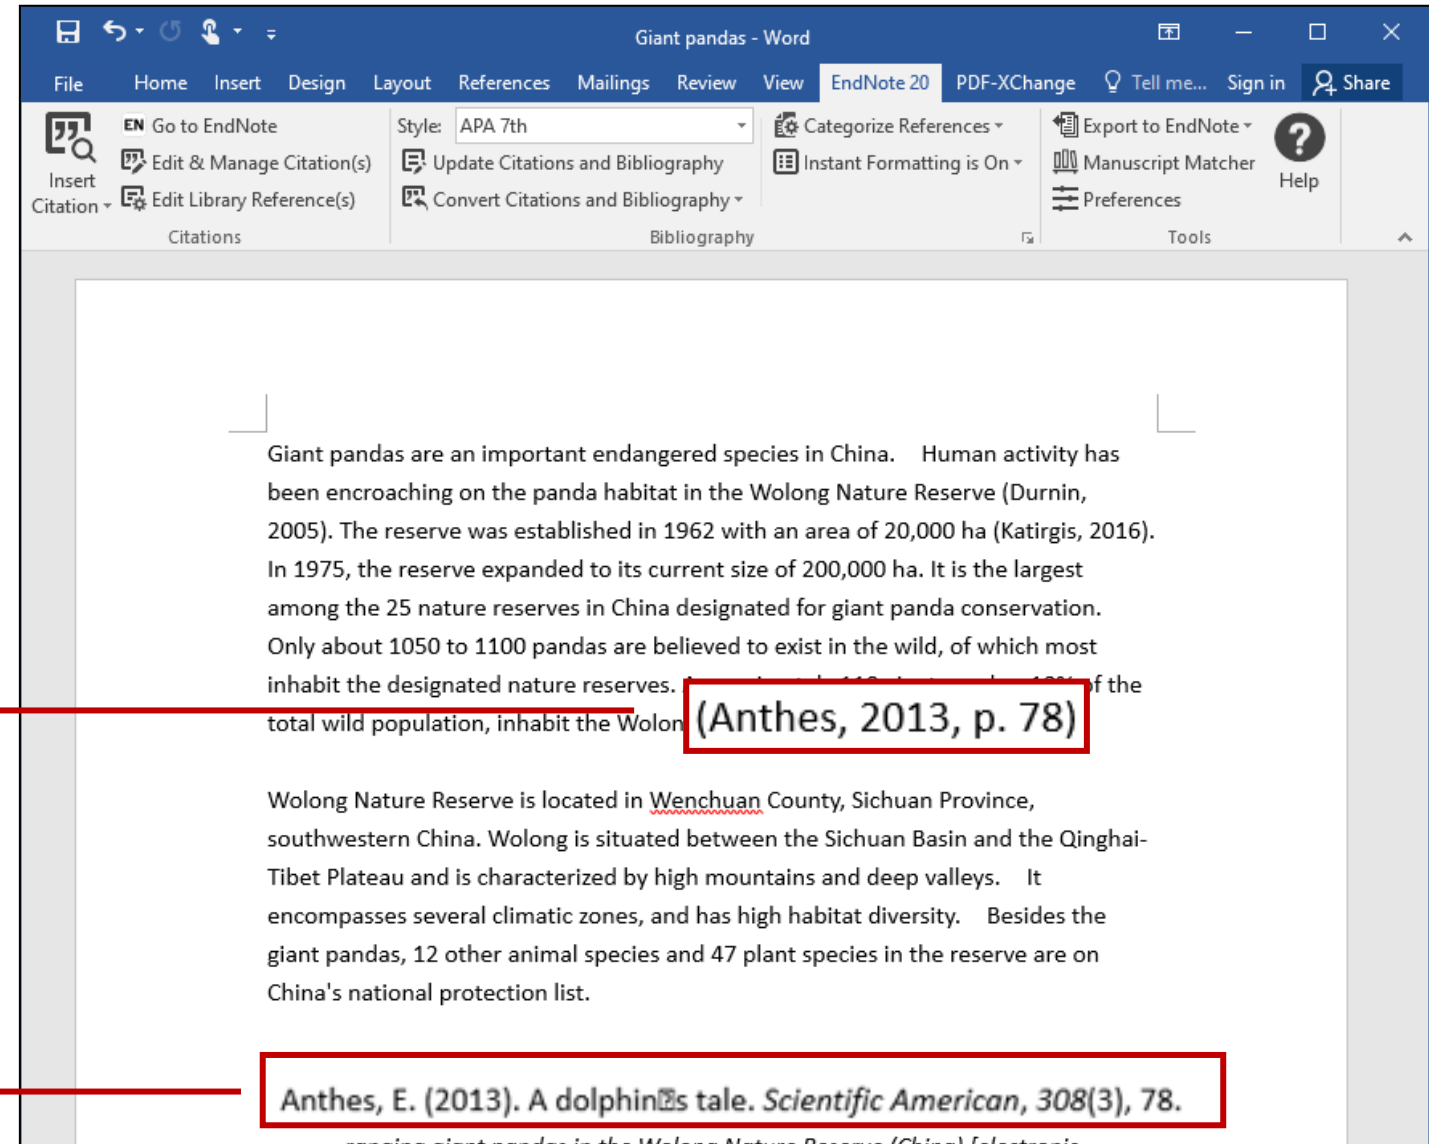 Giant pandas - Word
File Home Insert Design Layout References Mailings Review View EndNote 20 PDF-XChange Tell me... Sign in Share
Insert Citation
EN Go to EndNote
Edit & Manage Citation(s)
Edit Library Reference(s)
Citations
Style: APA 7th
Update Citations and Bibliography
Convert Citations and Bibliography
Categorize References
Instant Formatting is On
Bibliography
Export to EndNote
Manuscript Matcher
Preferences
Help
Tools
Giant pandas are an important endangered species in China. Human activity has
been encroaching on the panda habitat in the Wolong Nature Reserve (Durnin,
2005). The reserve was established in 1962 with an area of 20,000 ha (Katirgis, 2016).
In 1975, the reserve expanded to its current size of 200,000 ha. It is the largest
among the 25 nature reserves in China designated for giant panda conservation.
Only about 1050 to 1100 pandas are believed to exist in the wild, of which most
inhabit the designated nature reserves. of the
total wild population, inhabit the Wolon (Anthes, 2013, p. 78)
Wolong Nature Reserve is located in Wenchuan County, Sichuan Province,
southwestern China. Wolong is situated between the Sichuan Basin and the Qinghai-
Tibet Plateau and is characterized by high mountains and deep valleys. It
encompasses several climatic zones, and has high habitat diversity. Besides the
giant pandas, 12 other animal species and 47 plant species in the reserve are on
China's national protection list.
Anthes, E. (2013). A dolphin⍰s tale. Scientific American, 308(3), 78.
ranging giant pandas in the Wolong Nature Reserve (China) [electronic